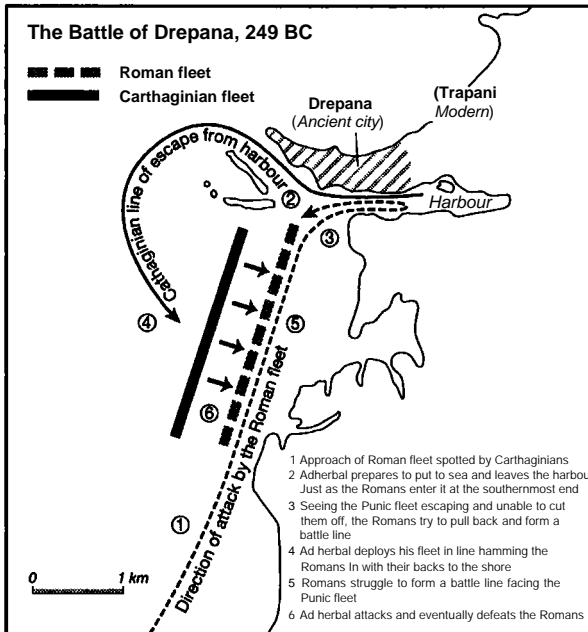 The Battle of Drepana, 249 BC
Roman fleet
Carthaginian fleet
Drepana
(Ancient city)
(Trapani
Modern)
Harbour
Cathaginian line of escape from harbour
2
3
4
5
6
1
Direction of attack by the Roman fleet
0 1 km
1 Approach of Roman fleet spotted by Carthaginians
2 Adherbal prepares to put to sea and leaves the harbou
Just as the Romans enter it at the southernmost end
3 Seeing the Punic fleet escaping and unable to cut
them off, the Romans try to pull back and form a
battle line
4 Ad herbal deploys his fleet in line hamming the
Romans In with their backs to the shore
5 Romans struggle to form a battle line facing the
Punic fleet
6 Ad herbal attacks and eventually defeats the Romans